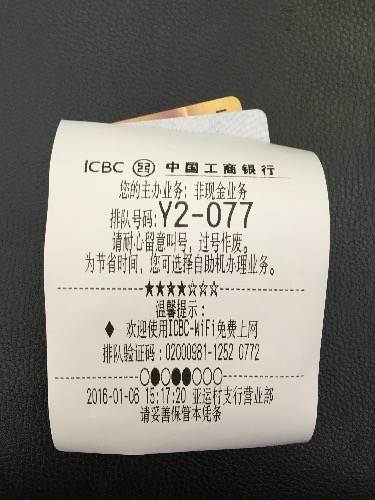 ICBC 中国工商银行
您的主办业务: 非现金业务
排队号码:Y2-077
请耐心留意叫号，过号作废。
为节省时间，您可选择自助机办理业务。
★★★★☆☆☆
温馨提示：
♦ 欢迎使用ICBC-WiFi免费上网
排队验证码：02000981-1252 0772
○●○●●○○○
2016-01-06 15:17:20 亚运村支行营业部
请妥善保管本凭条